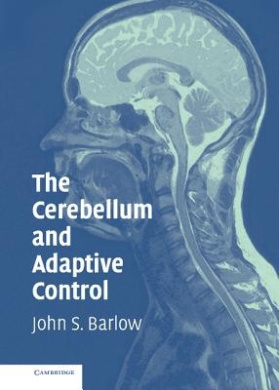 The
Cerebellum
and
Adaptive
Control
John S. Barlow
CAMBRIDGE